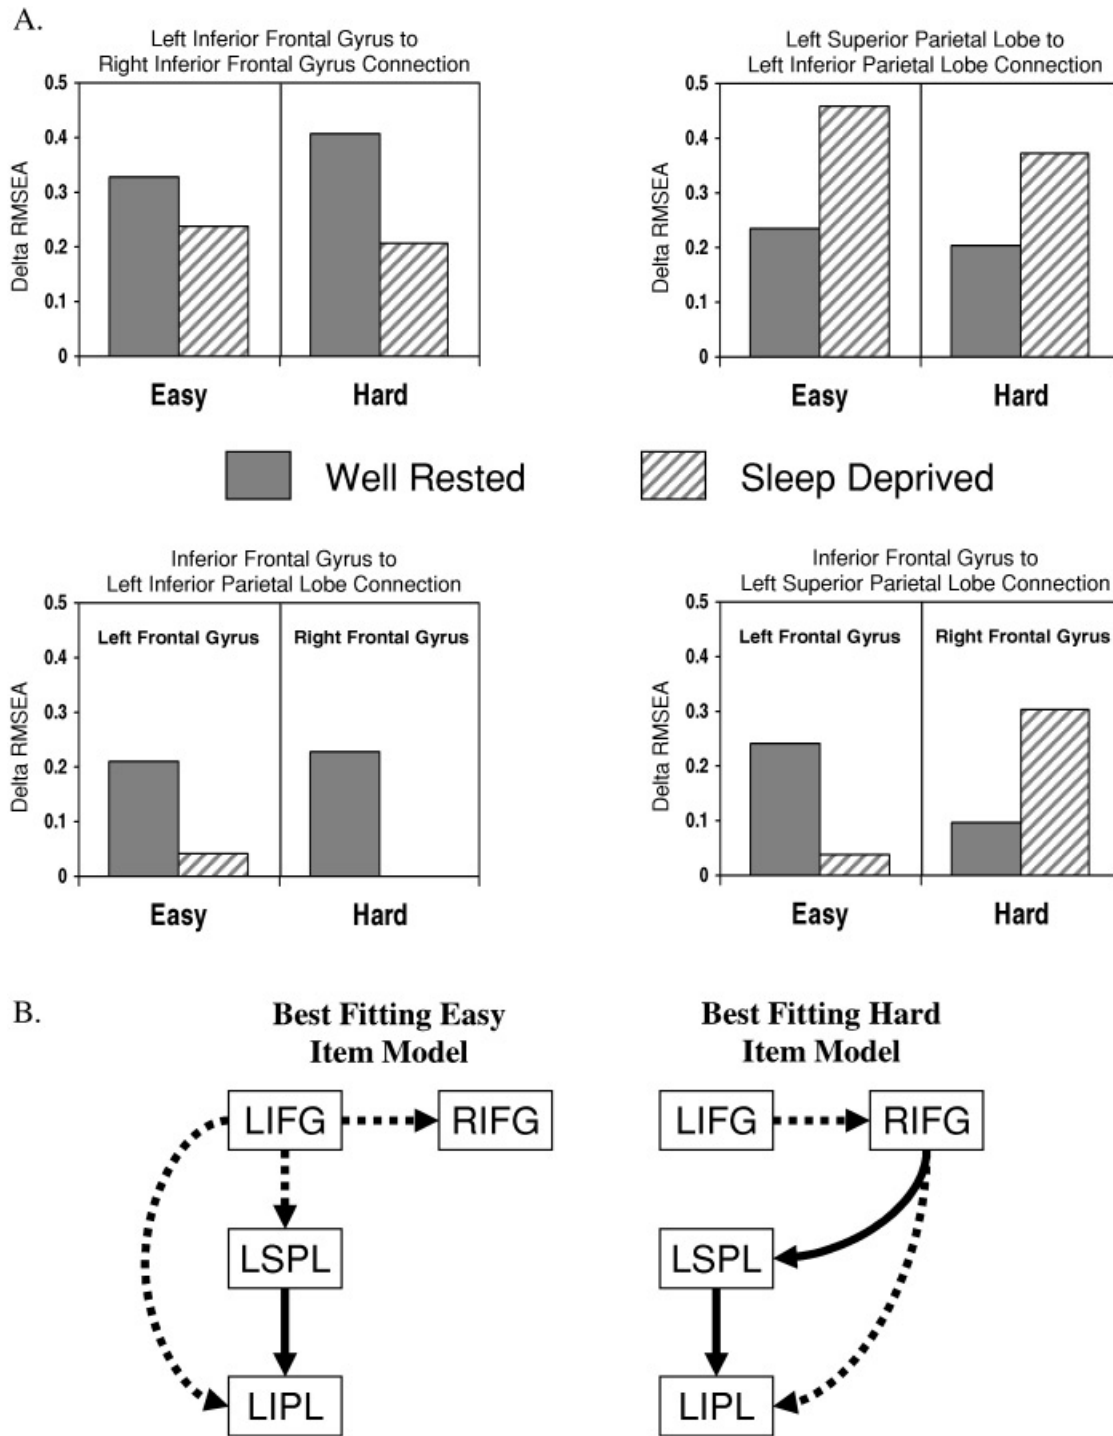 A.
Left Inferior Frontal Gyrus to
Right Inferior Frontal Gyrus Connection
0.5
0.4
0.3
0.2
0.1
0
Delta RMSEA
Easy
Hard
Left Superior Parietal Lobe to
Left Inferior Parietal Lobe Connection
0.5
0.4
0.3
0.2
0.1
0
Delta RMSEA
Easy
Hard
Well Rested
Sleep Deprived
Inferior Frontal Gyrus to
Left Inferior Parietal Lobe Connection
Left Frontal Gyrus
Right Frontal Gyrus
0.5
0.4
0.3
0.2
0.1
0
Delta RMSEA
Easy
Hard
Inferior Frontal Gyrus to
Left Superior Parietal Lobe Connection
Left Frontal Gyrus
Right Frontal Gyrus
0.5
0.4
0.3
0.2
0.1
0
Delta RMSEA
Easy
Hard
B.
Best Fitting Easy
Item Model
LIFG
RIFG
LSPL
LIPL
Best Fitting Hard
Item Model
LIFG
RIFG
LSPL
LIPL